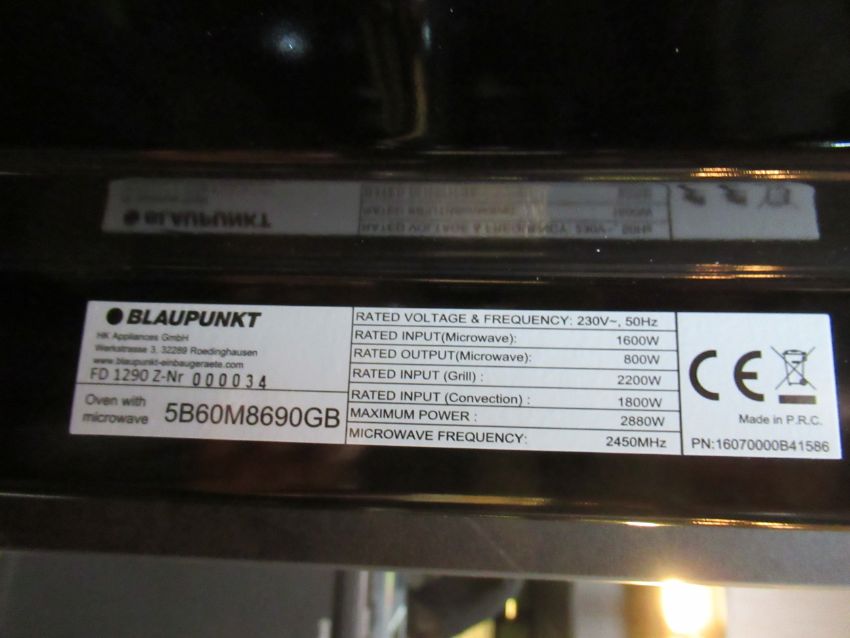 BLAUPUNKT
HK Appliances GmbH
Werkstrasse 3, 32289 Roedinghausen
www.blaupunkt-einbaugeraete.com
FD 1290 Z-Nr 000034
Oven with
microwave
5B60M8690GB
RATED VOLTAGE & FREQUENCY: 230V~, 50Hz
RATED INPUT(Microwave): 1600W
RATED OUTPUT(Microwave): 800W
RATED INPUT (Grill) : 2200W
RATED INPUT (Convection) : 1800W
MAXIMUM POWER : 2880W
MICROWAVE FREQUENCY: 2450MHz
CE
Made in P.R.C.
PN:16070000B41586